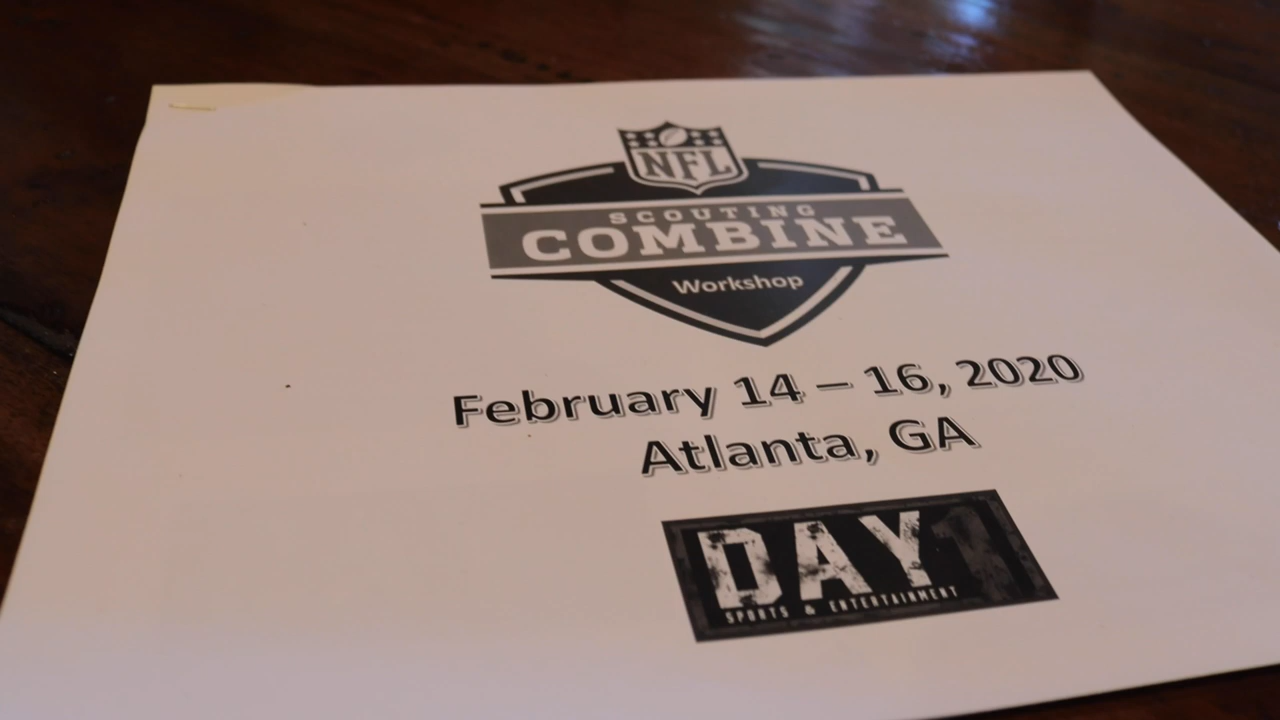 NFL
SCOUTING
COMBINE
Workshop
February 14 – 16, 2020
Atlanta, GA
DAY1
SPORTS & ENTERTAINMENT